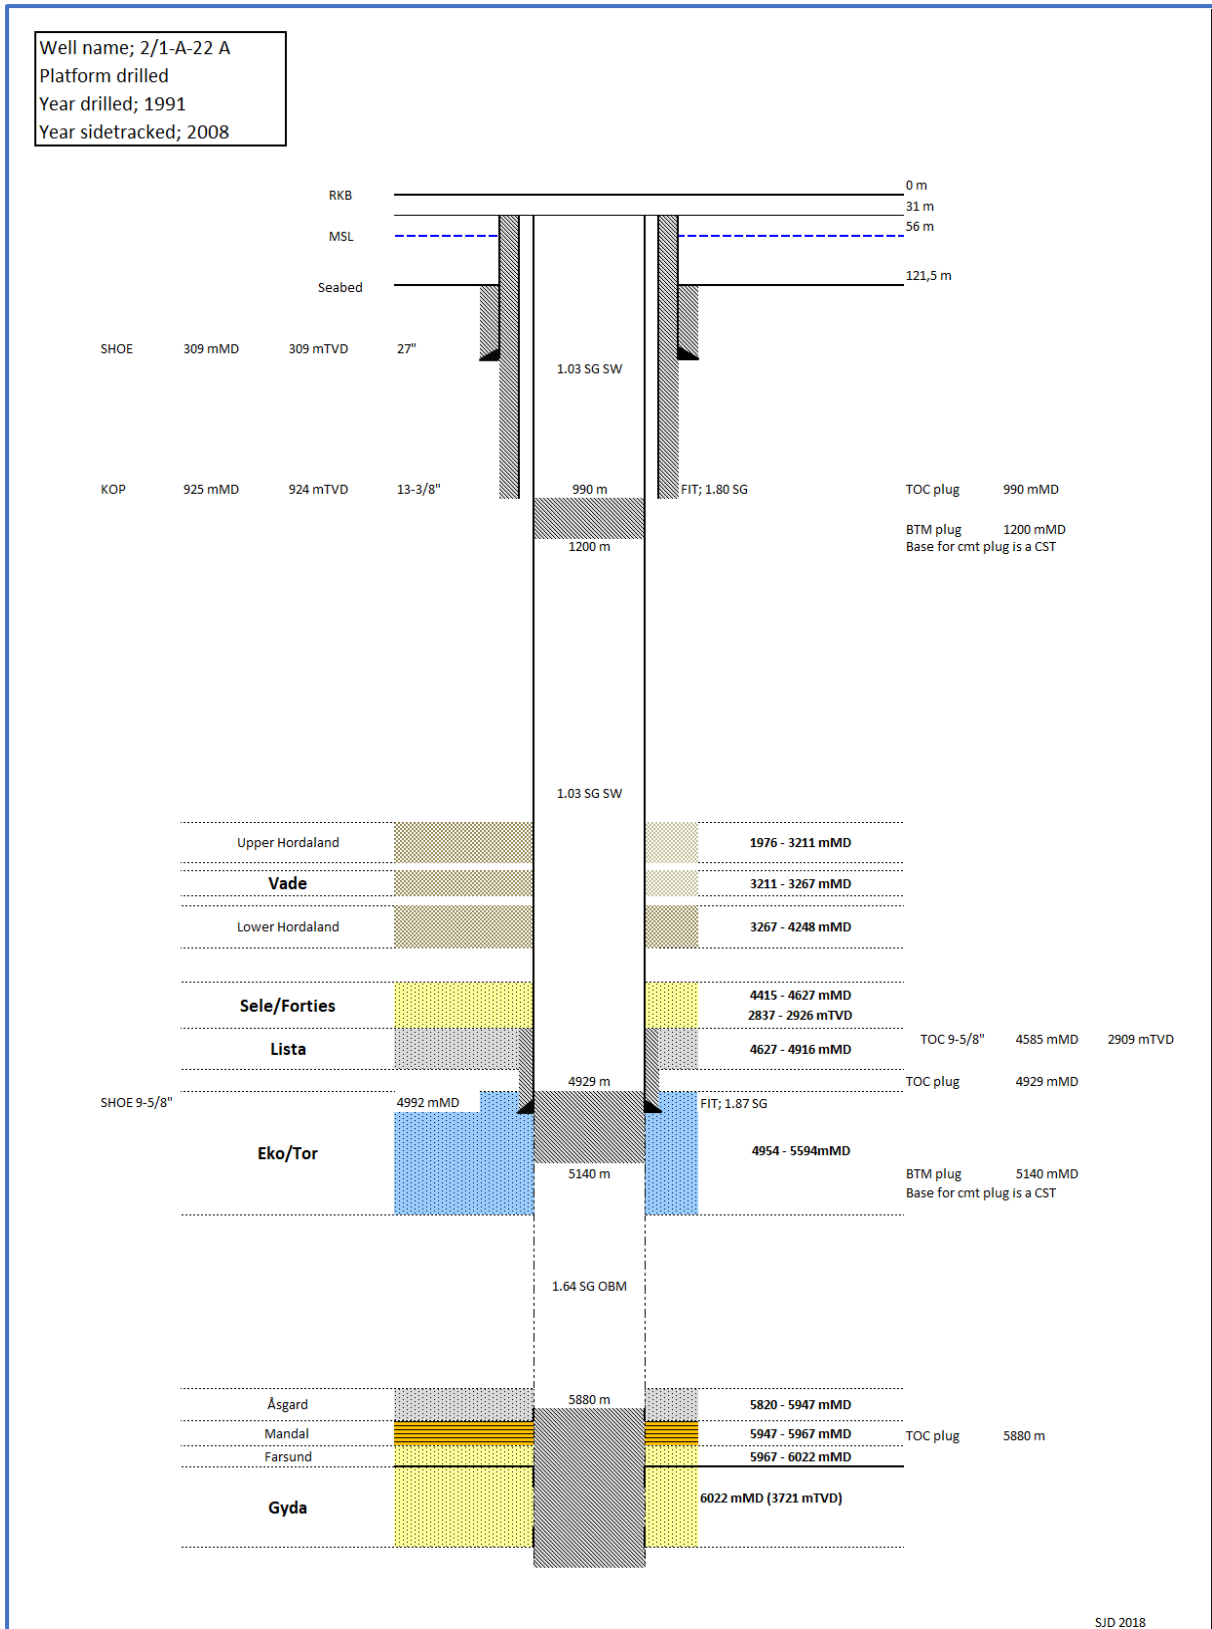 Well name; 2/1-A-22 A
Platform drilled
Year drilled; 1991
Year sidetracked; 2008
RKB 0 m
31 m
MSL 56 m
Seabed 121,5 m
SHOE 309 mMD 309 mTVD 27"
1.03 SG SW
KOP 925 mMD 924 mTVD 13-3/8" 990 m FIT; 1.80 SG TOC plug 990 mMD
BTM plug 1200 mMD
1200 m Base for cmt plug is a CST
1.03 SG SW
Upper Hordaland 1976 - 3211 mMD
Vade 3211 - 3267 mMD
Lower Hordaland 3267 - 4248 mMD
Sele/Forties 4415 - 4627 mMD
2837 - 2926 mTVD
Lista 4627 - 4916 mMD TOC 9-5/8" 4585 mMD 2909 mTVD
4929 m TOC plug 4929 mMD
SHOE 9-5/8" 4992 mMD FIT; 1.87 SG
Eko/Tor 4954 - 5594mMD
5140 m BTM plug 5140 mMD
Base for cmt plug is a CST
1.64 SG OBM
Åsgard 5880 m 5820 - 5947 mMD
Mandal 5947 - 5967 mMD TOC plug 5880 m
Farsund 5967 - 6022 mMD
Gyda 6022 mMD (3721 mTVD)
SJD 2018